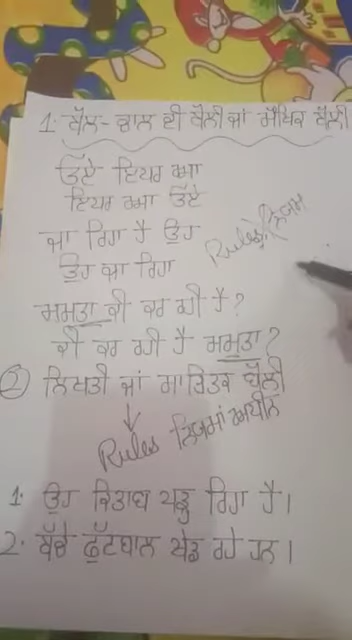 1. ਬੋਲ-ਚਾਲ ਦੀ ਬੋਲੀ ਜਾਂ ਮੌਖਿਕ ਬੋਲੀ
ਓਏ ਇਧਰ ਆ
ਇਧਰ ਆ ਓਏ
ਜਾ ਰਿਹਾ ਹੈ ਉਹ
Rules, ਨਿਯਮ
ਉਹ ਜਾ ਰਿਹਾ
ਮਮਤਾ ਕੀ ਕਰ ਰਹੀ ਹੈ?
ਕੀ ਕਰ ਰਹੀ ਹੈ ਮਮਤਾ?
2 ਲਿਖਤੀ ਜਾਂ ਸਾਹਿਤਕ ਬੋਲੀ
Rules ਨਿਯਮਾਂ ਅਧੀਨ
1. ਉਹ ਕਿਤਾਬ ਪੜ੍ਹ ਰਿਹਾ ਹੈ।
2. ਬੱਚੇ ਫੁੱਟਬਾਲ ਖੇਡ ਰਹੇ ਹਨ।